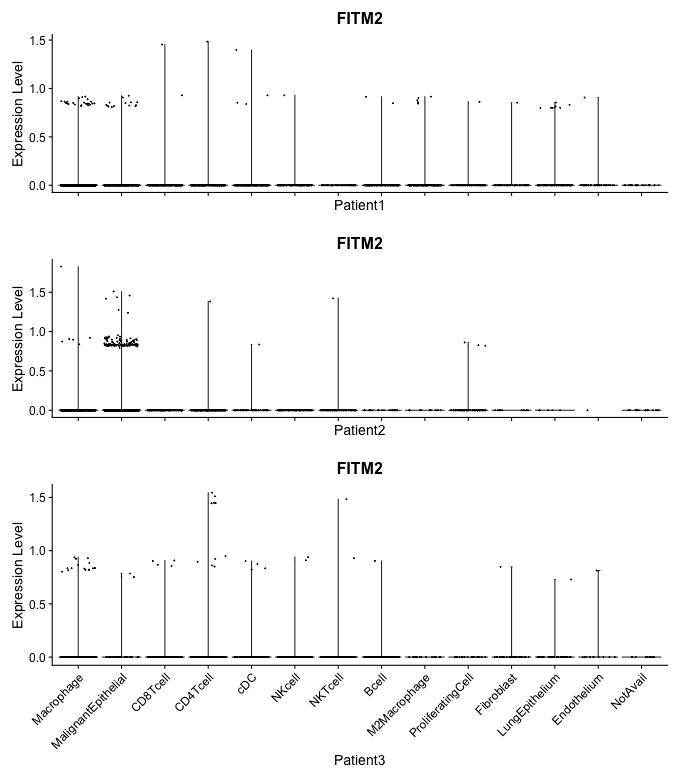 FITM2
Expression Level
1.5
1.0
0.5
0.0
Patient1
FITM2
Expression Level
1.5
1.0
0.5
0.0
Patient2
FITM2
Expression Level
1.5
1.0
0.5
0.0
Macrophage
MalignantEpithelial
CD8Tcell
CD4Tcell
cDC
NKcell
NKTcell
Bcell
M2Macrophage
ProliferatingCell
Fibroblast
LungEpithelium
Endothelium
NotAvail
Patient3